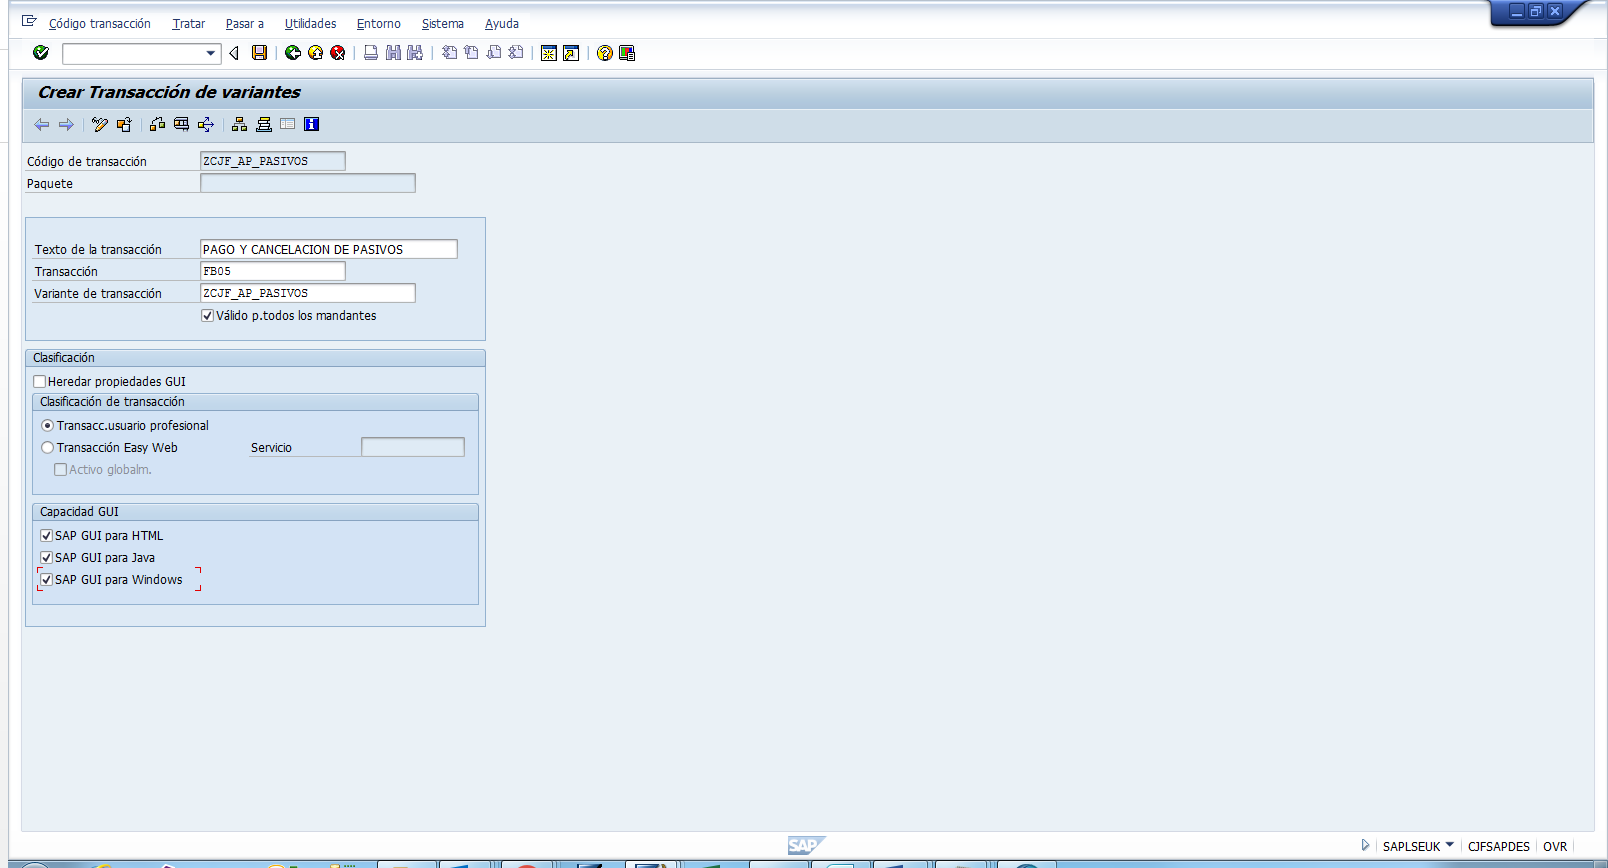 Código transacción Tratar Pasar a Utilidades Entorno Sistema Ayuda
Crear Transacción de variantes
Código de transacción ZCJF_AP_PASIVOS
Paquete
Texto de la transacción PAGO Y CANCELACION DE PASIVOS
Transacción FB05
Variante de transacción ZCJF_AP_PASIVOS
Válido p.todos los mandantes
Clasificación
Heredar propiedades GUI
Clasificación de transacción
Transacc.usuario profesional
Transacción Easy Web Servicio
Activo globalm.
Capacidad GUI
SAP GUI para HTML
SAP GUI para Java
SAP GUI para Windows
SAP SAPLSEUK CJFSAPDES OVR